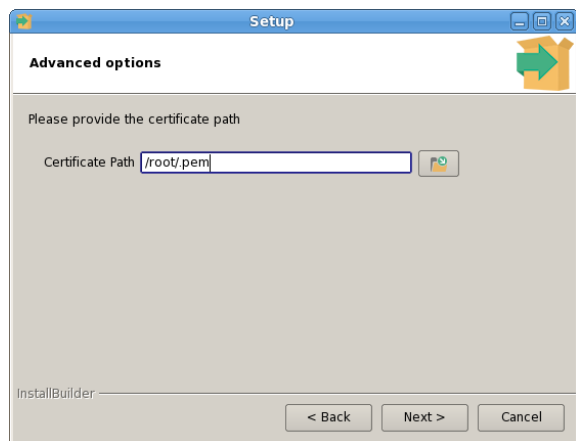 Setup
Advanced options
Please provide the certificate path
Certificate Path /root/.pem
InstallBuilder
< Back Next > Cancel